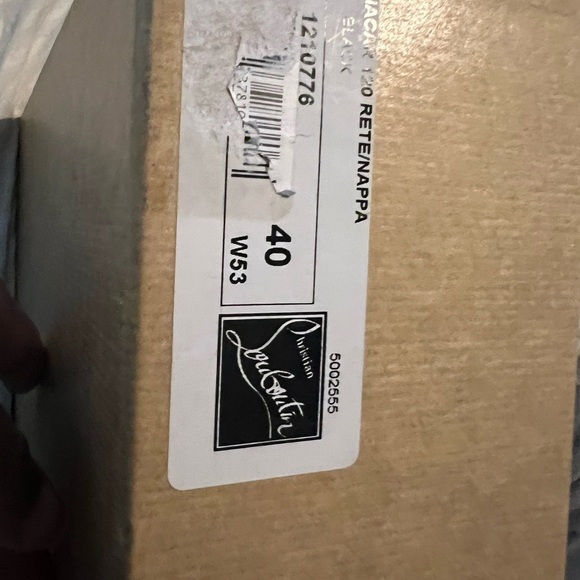 120 RETE/NAPPA
BLACK
1210776
40
W53
5002555
Christian
Louboutin